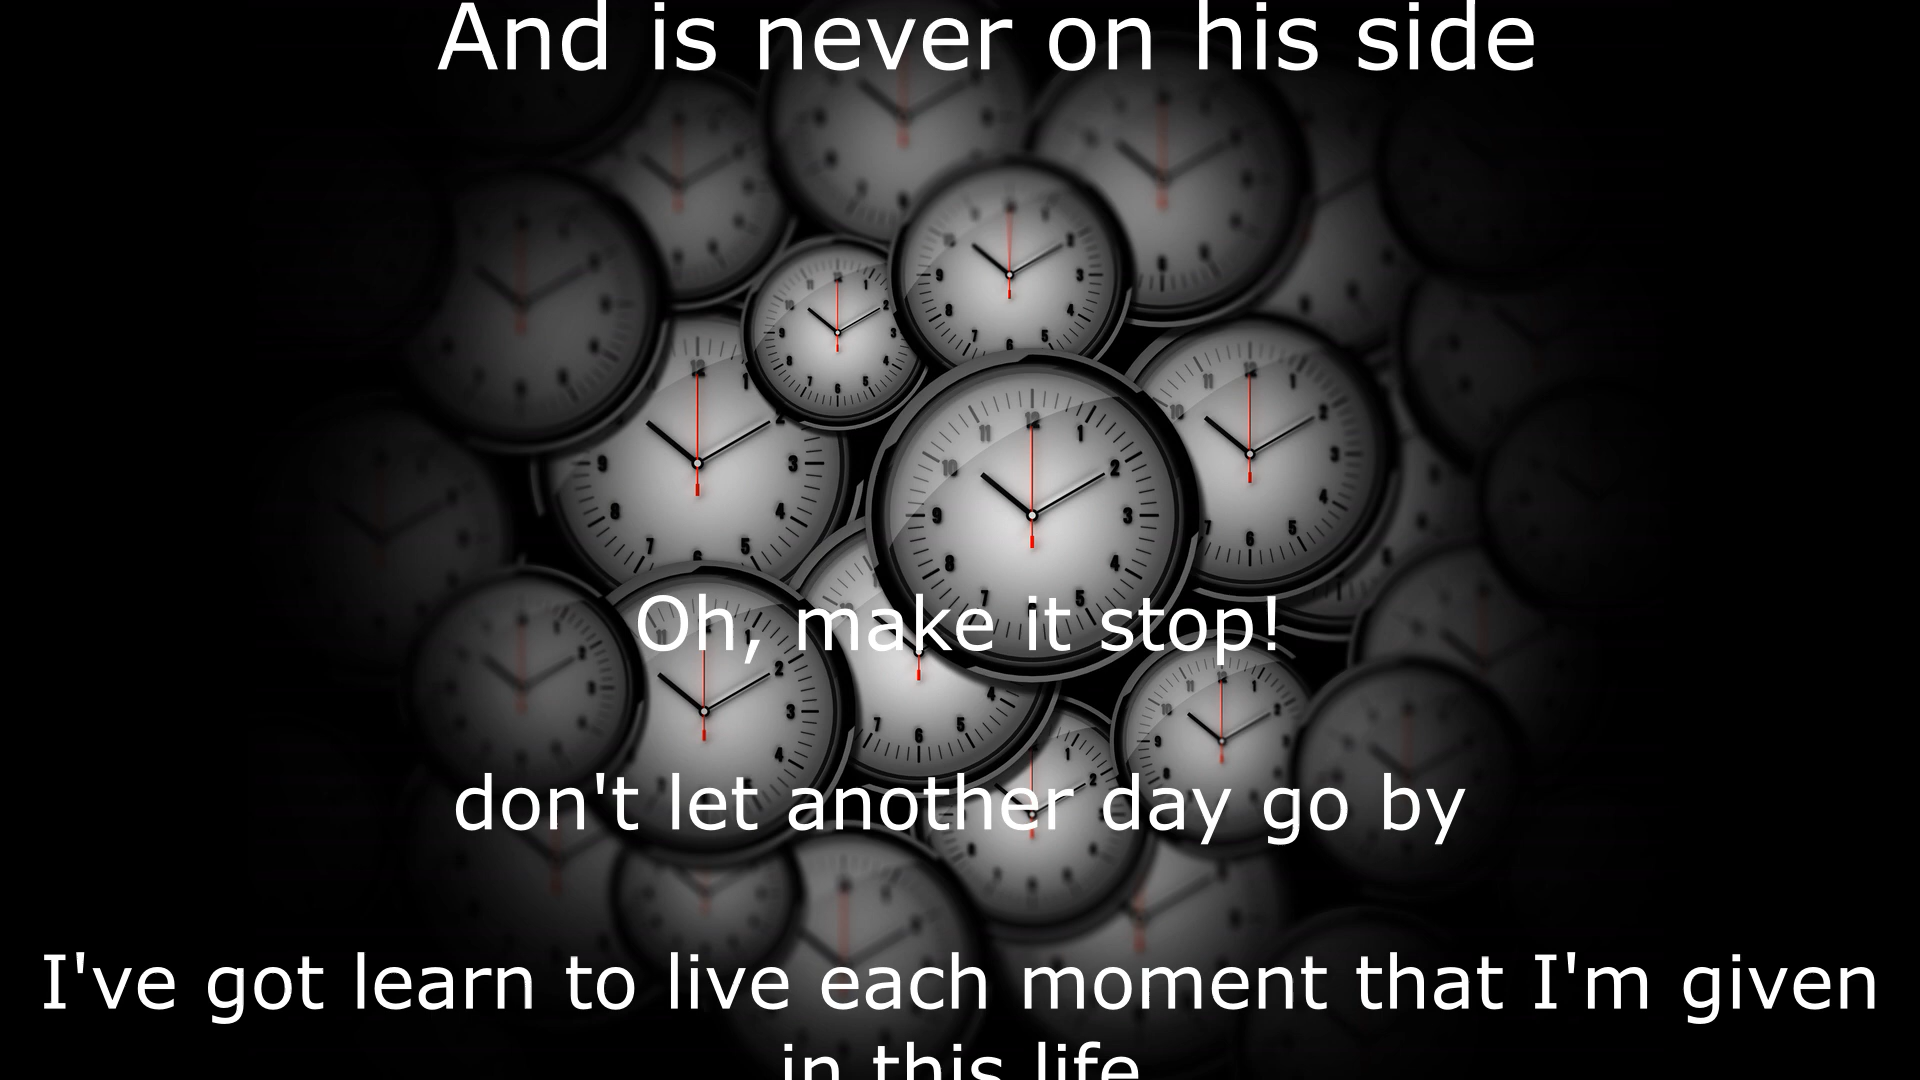 And is never on his side
Oh, make it stop!
don't let another day go by
I've got learn to live each moment that I'm given
in this life